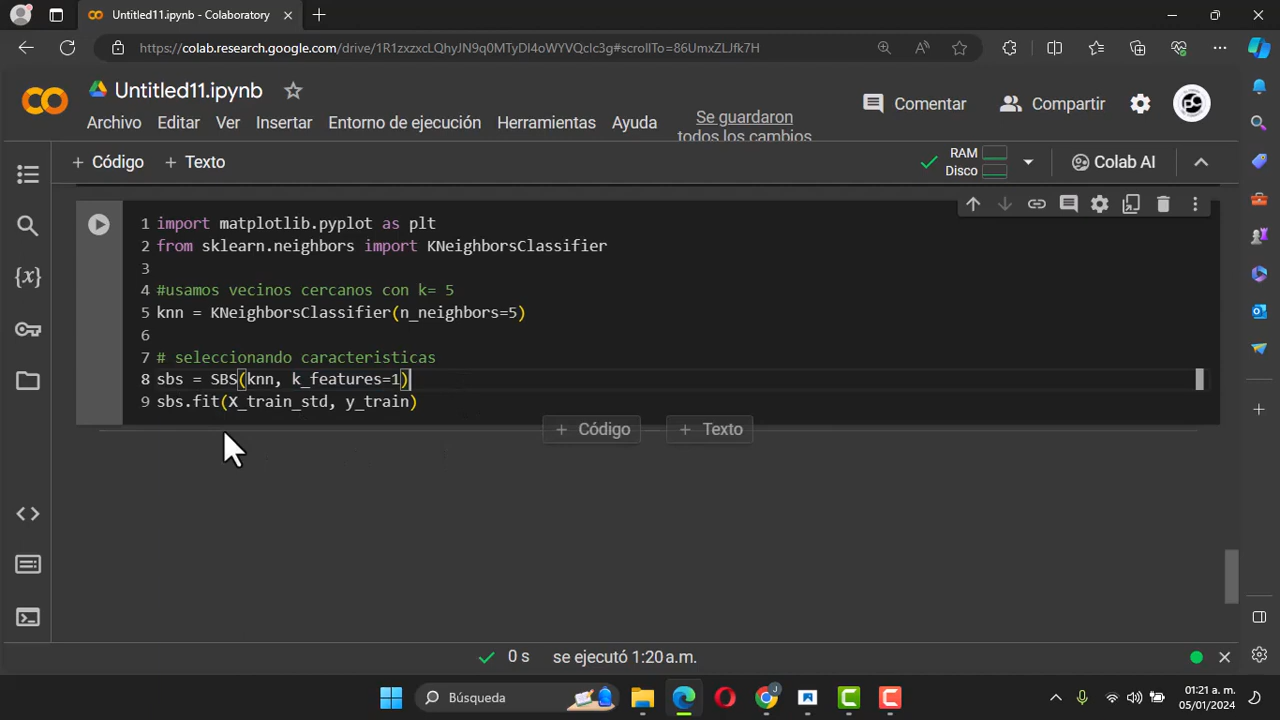 Untitled11.ipynb - Colaboratory
https://colab.research.google.com/drive/1R1zxzxcLQhyJN9q0MTyDI4oWYVQcIc3g#scrollTo=86UmxZLJfk7H
Untitled11.ipynb
Comentar
Compartir
Archivo Editar Ver Insertar Entorno de ejecución Herramientas Ayuda
Se guardaron
todos los cambios
+ Código + Texto
RAM
Disco
Colab AI
1 import matplotlib.pyplot as plt
2 from sklearn.neighbors import KNeighborsClassifier
3
4 #usamos vecinos cercanos con k= 5
5 knn = KNeighborsClassifier(n_neighbors=5)
6
7 # seleccionando caracteristicas
8 sbs = SBS(knn, k_features=1)
9 sbs.fit(X_train_std, y_train)
+ Código + Texto
0 s se ejecutó 1:20 a.m.
Búsqueda
01:21 a. m.
05/01/2024